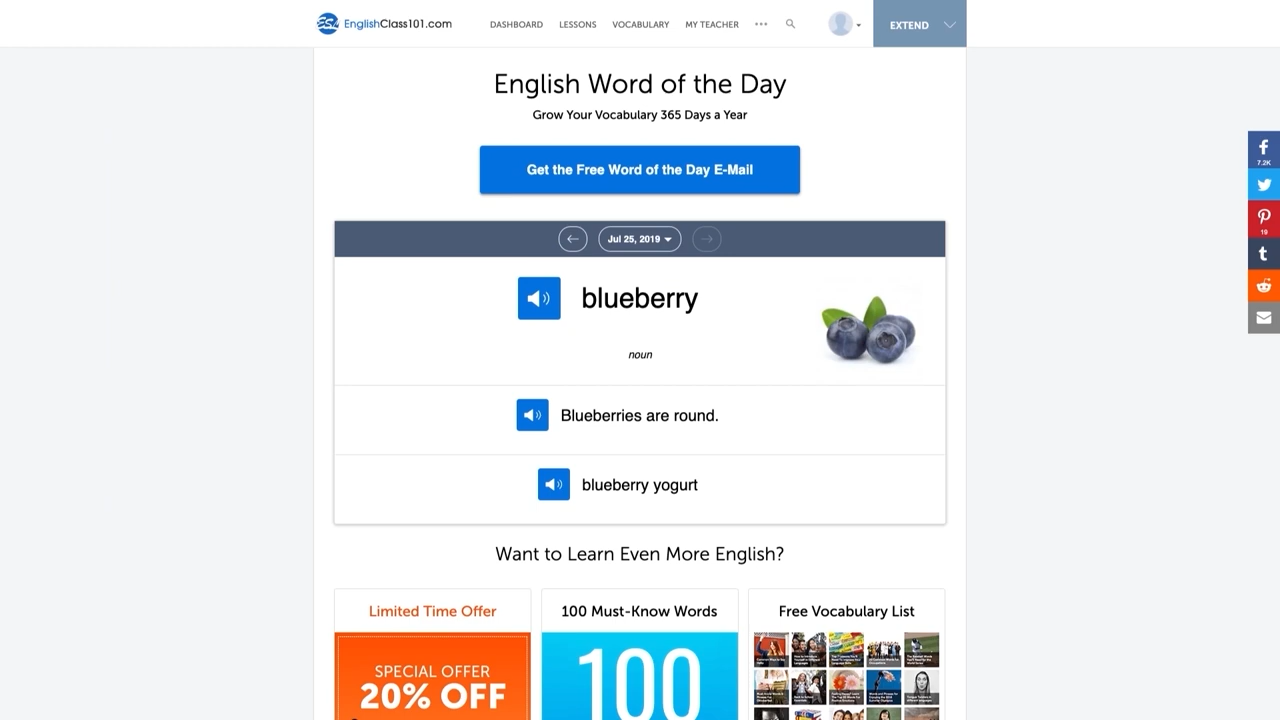 EnglishClass101.com
DASHBOARD LESSONS VOCABULARY MY TEACHER EXTEND
English Word of the Day
Grow Your Vocabulary 365 Days a Year
Get the Free Word of the Day E-Mail
Jul 25, 2019
blueberry
noun
Blueberries are round.
blueberry yogurt
7.2K
19
Want to Learn Even More English?
Limited Time Offer
SPECIAL OFFER
20% OFF
100 Must-Know Words
100
Free Vocabulary List